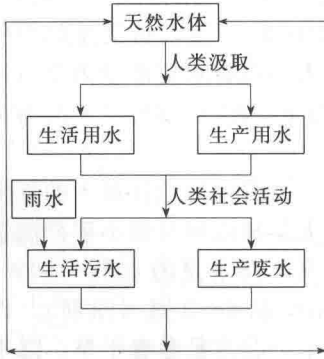 天然水体
人类汲取
生活用水 生产用水
人类社会活动
雨水
生活污水 生产废水